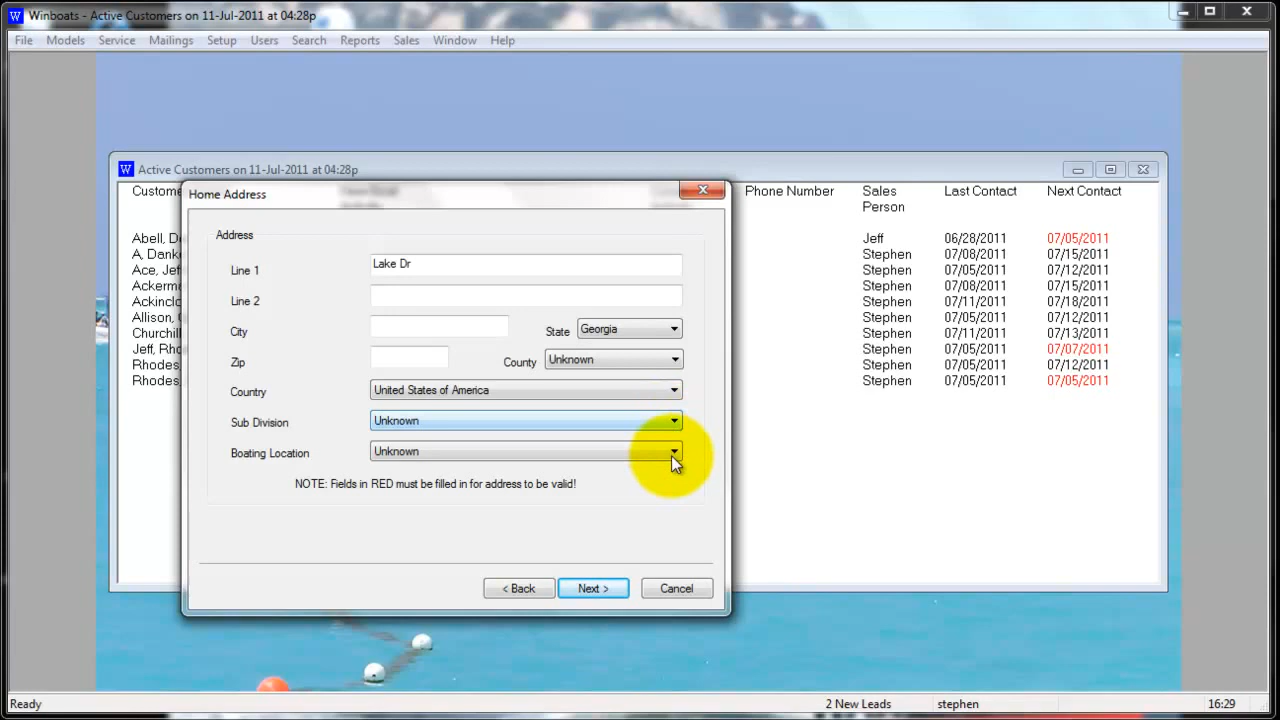 W Winboats - Active Customers on 11-Jul-2011 at 04:28p
File Models Service Mailings Setup Users Search Reports Sales Window Help
W Active Customers on 11-Jul-2011 at 04:28p
Custome Phone Number Sales Person Last Contact Next Contact
Home Address
Address
Line 1 Lake Dr
Line 2
City State Georgia
Zip County Unknown
Country United States of America
Sub Division Unknown
Boating Location Unknown
NOTE: Fields in RED must be filled in for address to be valid!
< Back Next > Cancel
Abell, De Jeff 06/28/2011 07/05/2011
A, Dank Stephen 07/08/2011 07/15/2011
Ace, Jef Stephen 07/05/2011 07/12/2011
Ackerm Stephen 07/08/2011 07/15/2011
Ackinclo Stephen 07/11/2011 07/18/2011
Allison, Stephen 07/05/2011 07/12/2011
Churchill Stephen 07/11/2011 07/13/2011
Jeff, Rho Stephen 07/05/2011 07/07/2011
Rhodes, Stephen 07/05/2011 07/12/2011
Rhodes, Stephen 07/05/2011 07/05/2011
Ready 2 New Leads stephen 16:29